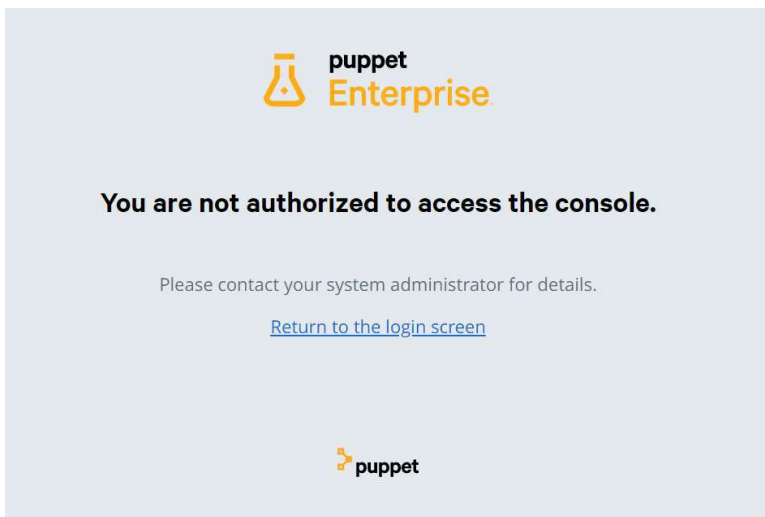 puppet
Enterprise
You are not authorized to access the console.
Please contact your system administrator for details.
Return to the login screen
puppet